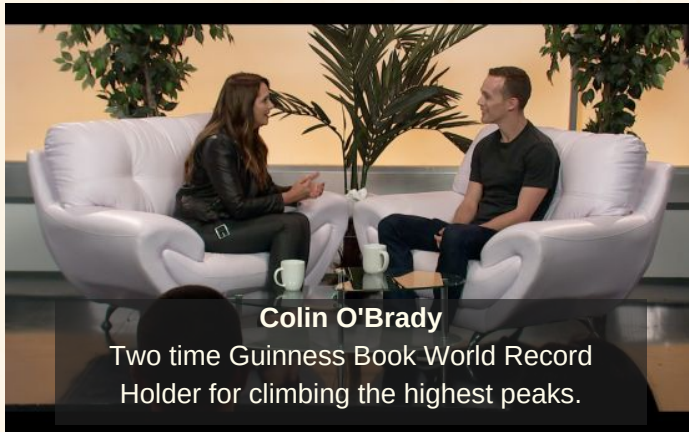 Colin O'Brady
Two time Guinness Book World Record
Holder for climbing the highest peaks.